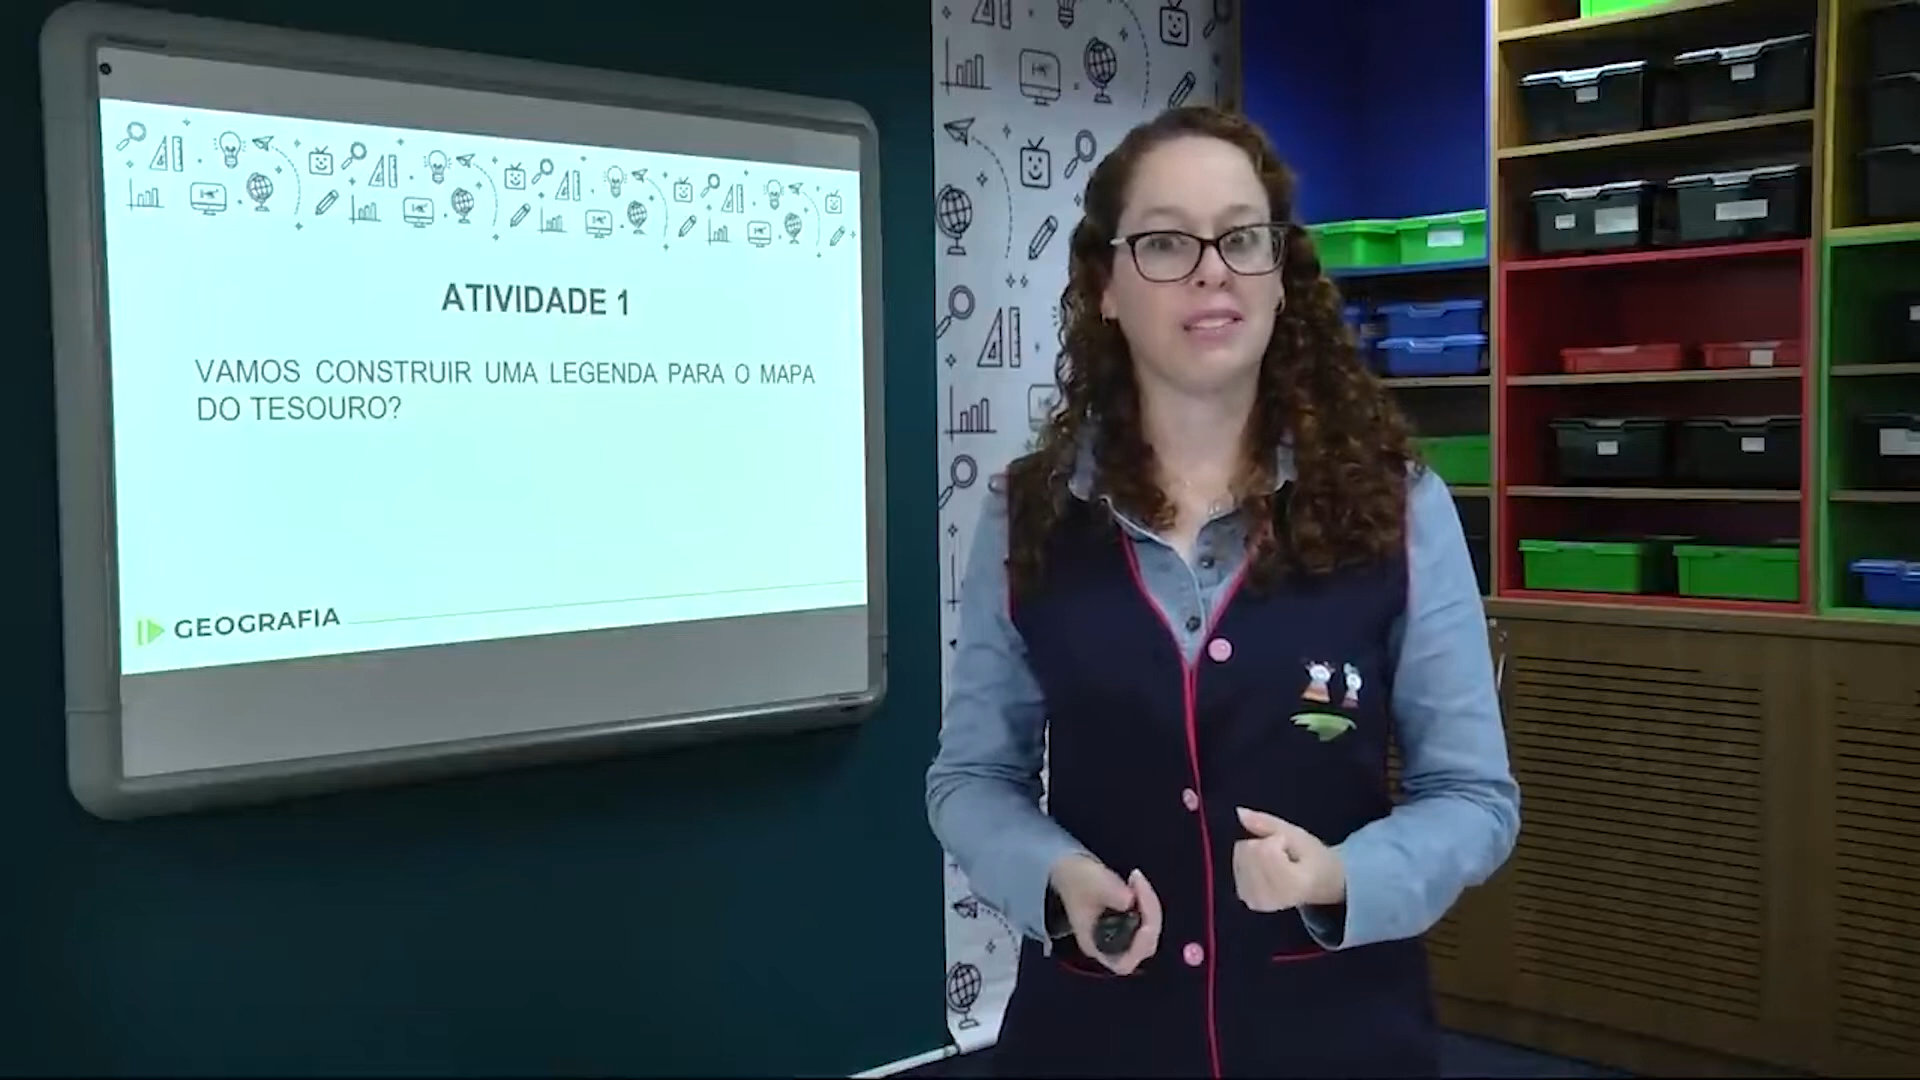 ATIVIDADE 1
VAMOS CONSTRUIR UMA LEGENDA PARA O MAPA
DO TESOURO?
GEOGRAFIA